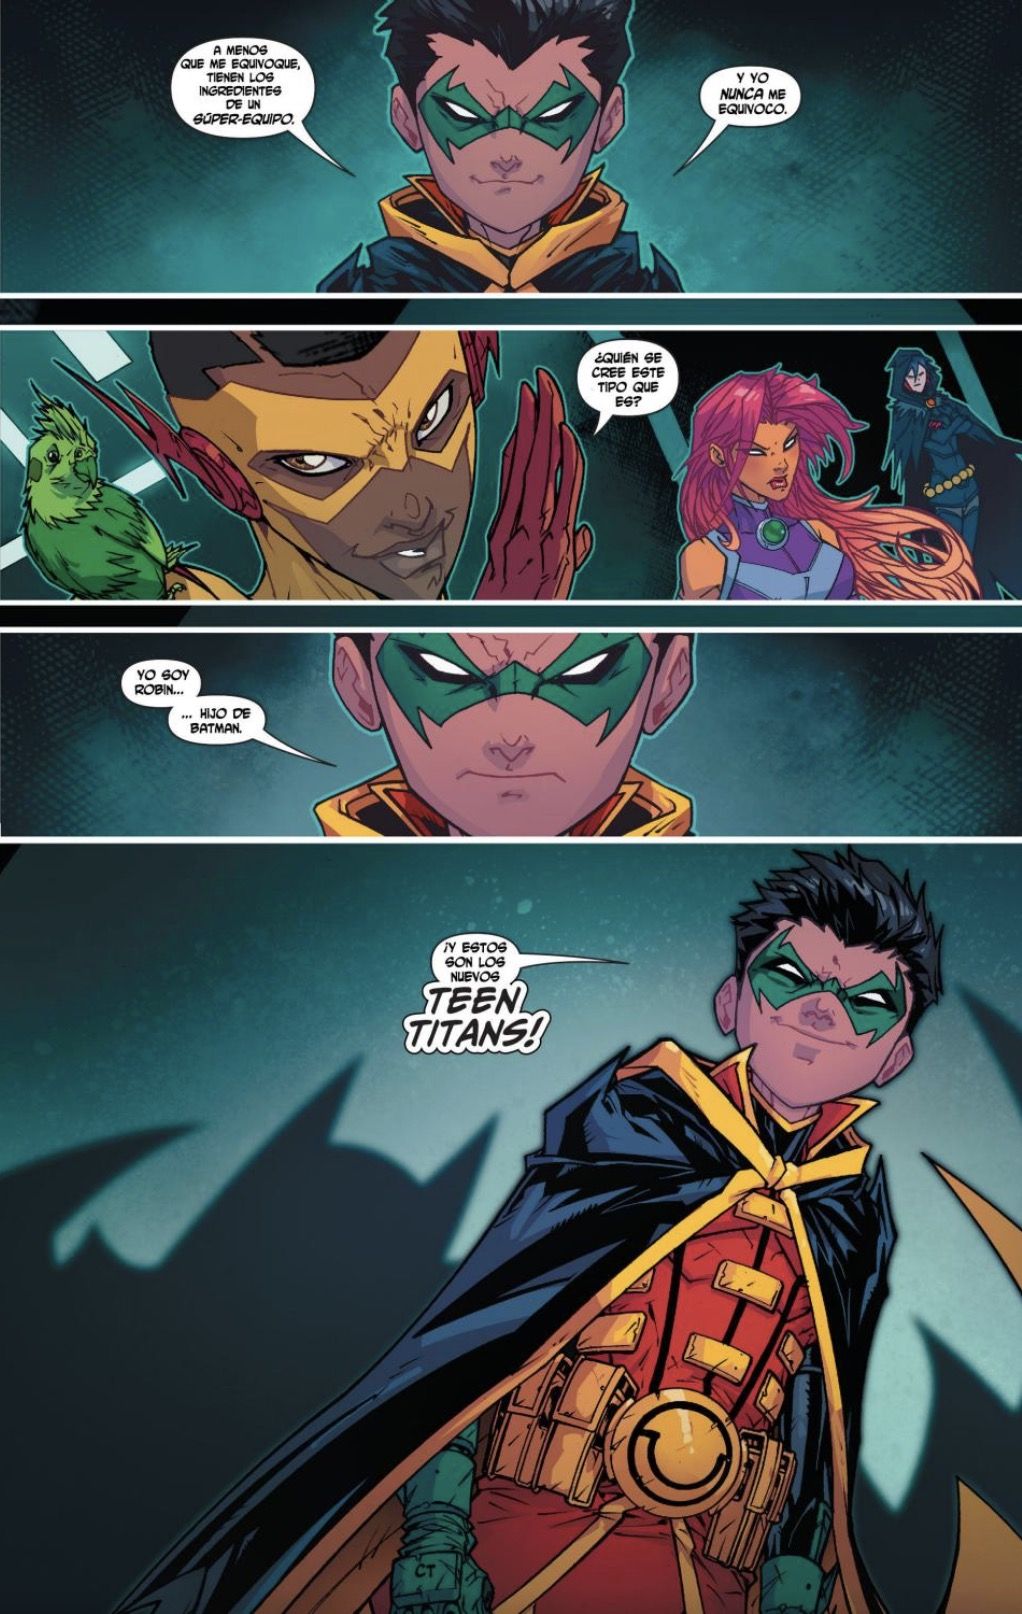 A MENOS
QUE ME EQUIVOQUE,
TIENEN LOS
INGREDIENTES
DE UN
SÚPER-EQUIPO.
Y YO
NUNCA ME
EQUIVOCO.
¿QUIÉN SE
CREE ESTE
TIPO QUE
ES?
YO SOY
ROBIN...
... HIJO DE
BATMAN.
¡Y ESTOS
SON LOS
NUEVOS
TEEN
TITANS!
CT